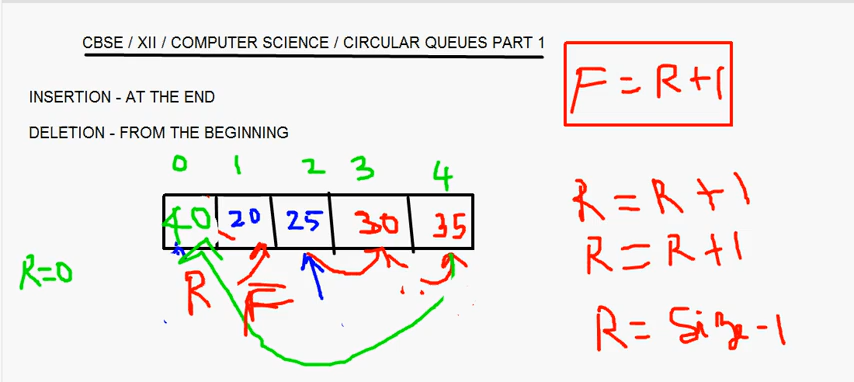 CBSE / XII / COMPUTER SCIENCE / CIRCULAR QUEUES PART 1
F = R+1
INSERTION - AT THE END
DELETION - FROM THE BEGINNING
0 1 2 3 4
40 20 25 30 35
R = R + 1
R = R + 1
R=0
R F
R = Size - 1